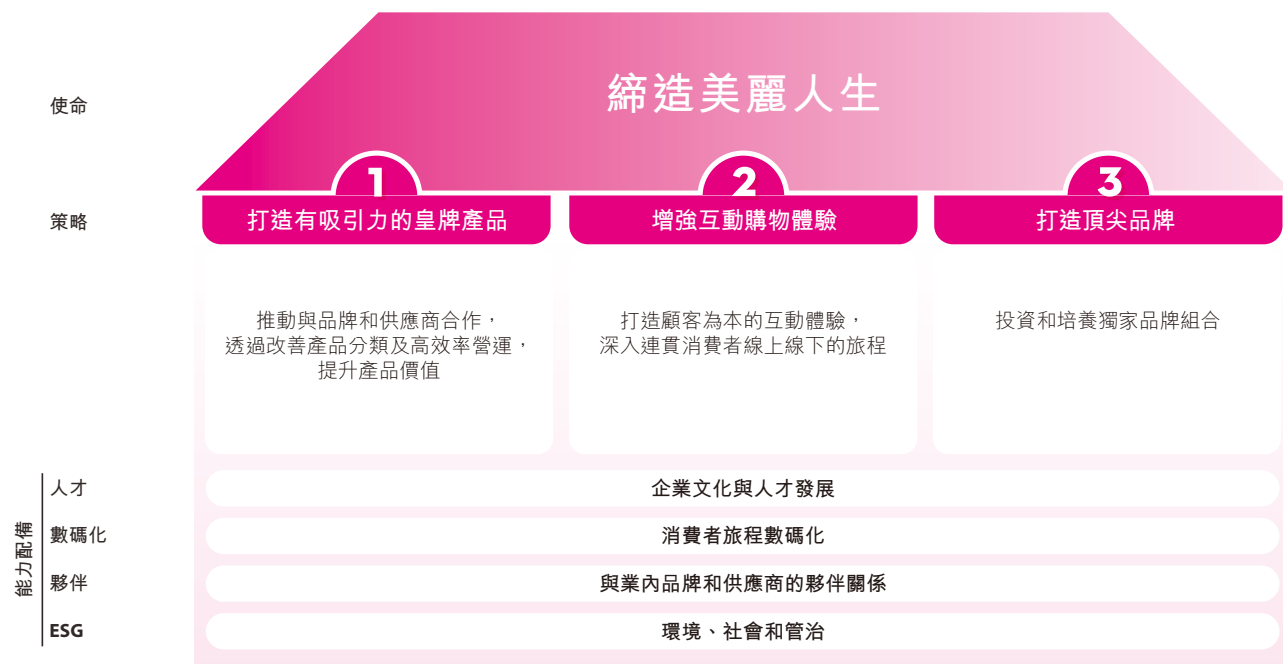 使命
締造美麗人生
策略
1
打造有吸引力的皇牌產品
2
增強互動購物體驗
3
打造頂尖品牌
推動與品牌和供應商合作，
透過改善產品分類及高效率營運，
提升產品價值
打造顧客為本的互動體驗，
深入連貫消費者線上線下的旅程
投資和培養獨家品牌組合
能力配備
人才
企業文化與人才發展
數碼化
消費者旅程數碼化
夥伴
與業內品牌和供應商的夥伴關係
ESG
環境、社會和管治